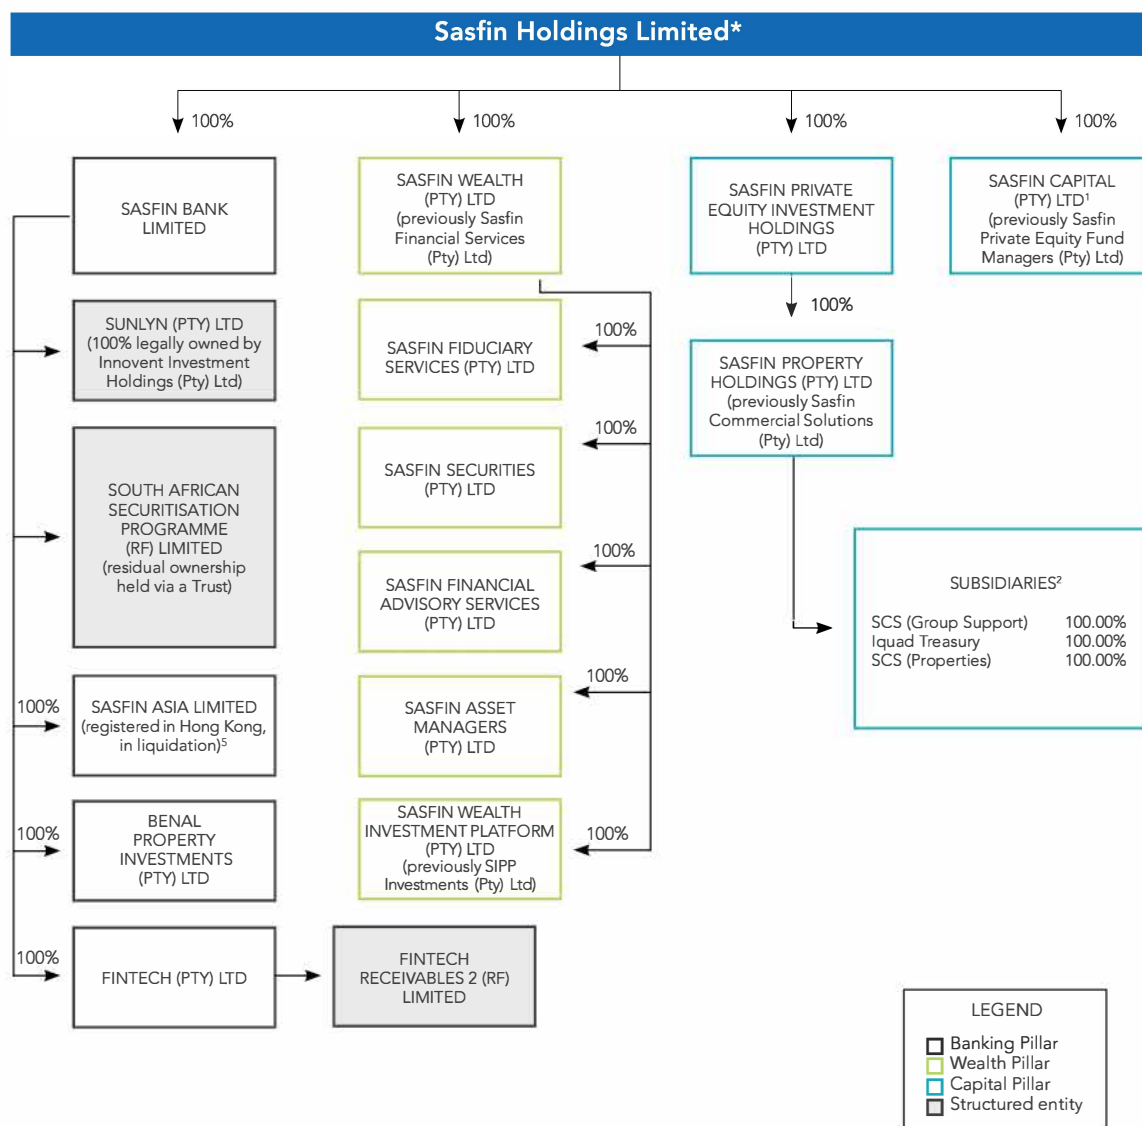 Sasfin Holdings Limited*
100%
100%
100%
100%
SASFIN BANK
LIMITED
SASFIN WEALTH
(PTY) LTD
(previously Sasfin
Financial Services
(Pty) Ltd)
SASFIN PRIVATE
EQUITY INVESTMENT
HOLDINGS
(PTY) LTD
SASFIN CAPITAL
(PTY) LTD¹
(previously Sasfin
Private Equity Fund
Managers (Pty) Ltd)
SUNLYN (PTY) LTD
(100% legally owned by
Innovent Investment
Holdings (Pty) Ltd)
SOUTH AFRICAN
SECURITISATION
PROGRAMME
(RF) LIMITED
(residual ownership
held via a Trust)
100%
SASFIN ASIA LIMITED
(registered in Hong Kong,
in liquidation)⁵
100%
BENAL
PROPERTY
INVESTMENTS
(PTY) LTD
100%
FINTECH (PTY) LTD
FINTECH
RECEIVABLES 2 (RF)
LIMITED
100%
SASFIN FIDUCIARY
SERVICES (PTY) LTD
100%
SASFIN SECURITIES
(PTY) LTD
100%
SASFIN FINANCIAL
ADVISORY SERVICES
(PTY) LTD
100%
SASFIN ASSET
MANAGERS
(PTY) LTD
100%
SASFIN WEALTH
INVESTMENT PLATFORM
(PTY) LTD
(previously SIPP
Investments (Pty) Ltd)
100%
SASFIN PROPERTY
HOLDINGS (PTY) LTD
(previously Sasfin
Commercial Solutions
(Pty) Ltd)
SUBSIDIARIES²
SCS (Group Support) 100.00%
Iquad Treasury 100.00%
SCS (Properties) 100.00%
LEGEND
Banking Pillar
Wealth Pillar
Capital Pillar
Structured entity